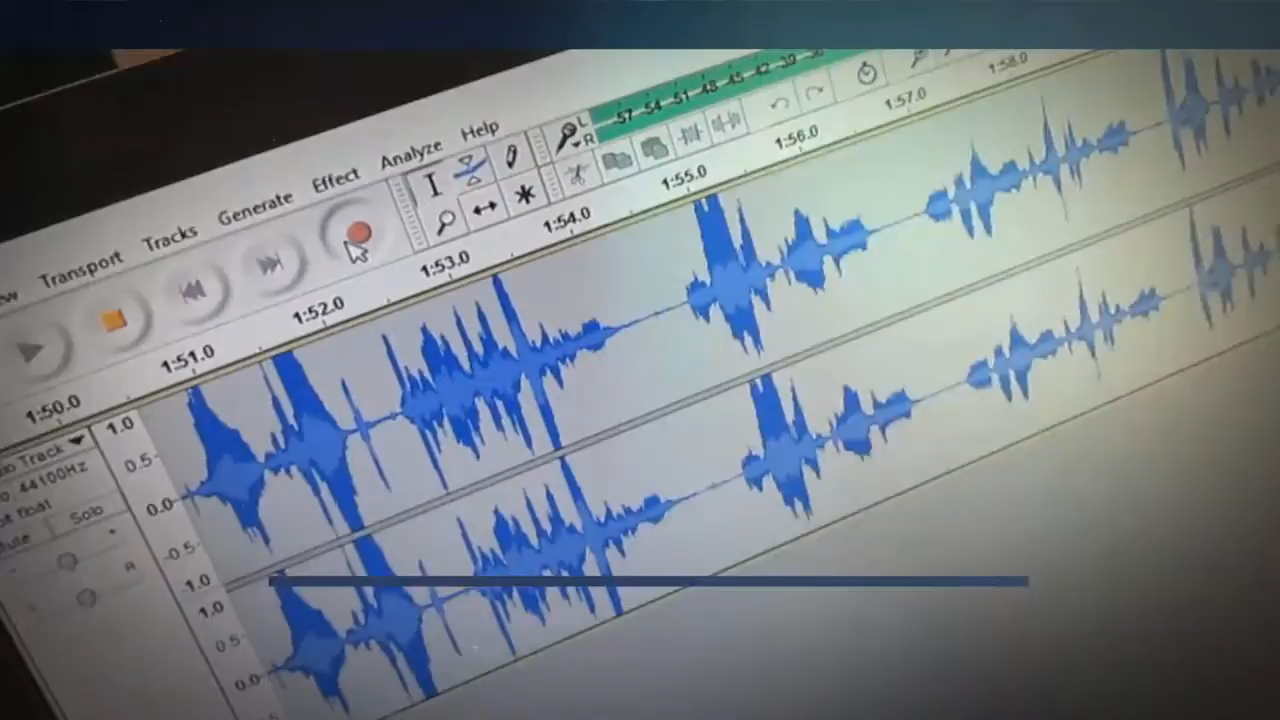 Transport Tracks Generate Effect Analyze Help
L
R
-57 -54 -51 -48 -45 -42 -39
1:50.0 1:51.0 1:52.0 1:53.0 1:54.0 1:55.0 1:56.0 1:57.0 1:58.0
Track
44100Hz
float
Solo
R
1.0
0.5
0.0
-0.5
-1.0
1.0
0.5
0.0